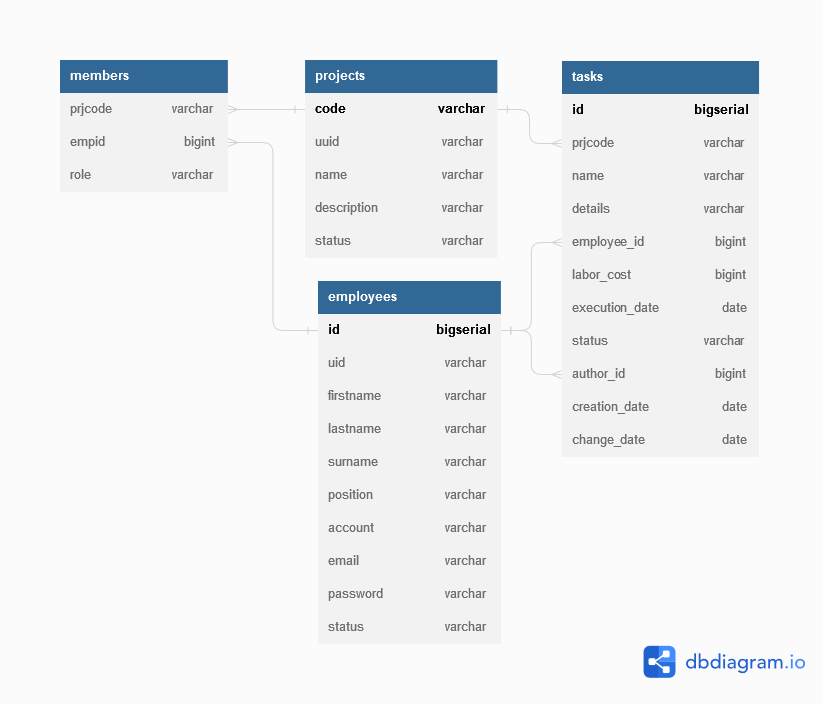 members
prjcode varchar
empid bigint
role varchar
projects
code varchar
uuid varchar
name varchar
description varchar
status varchar
tasks
id bigserial
prjcode varchar
name varchar
details varchar
employee_id bigint
labor_cost bigint
execution_date date
status varchar
author_id bigint
creation_date date
change_date date
employees
id bigserial
uid varchar
firstname varchar
lastname varchar
surname varchar
position varchar
account varchar
email varchar
password varchar
status varchar
dbdiagram.io